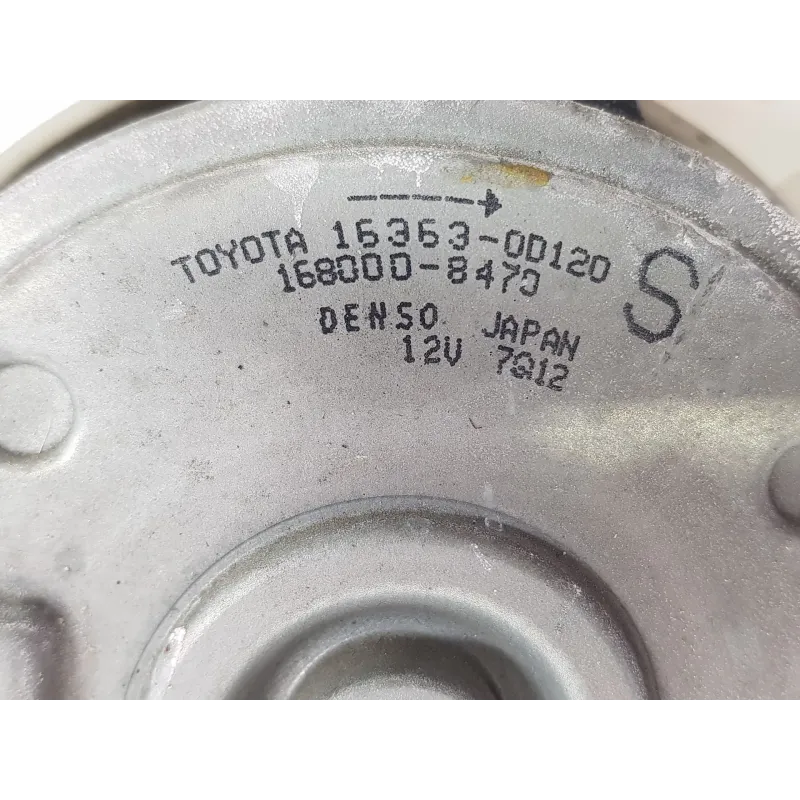 TOYOTA 16363-0D120
168000-8470
DENSO JAPAN
12V 7Q12
S